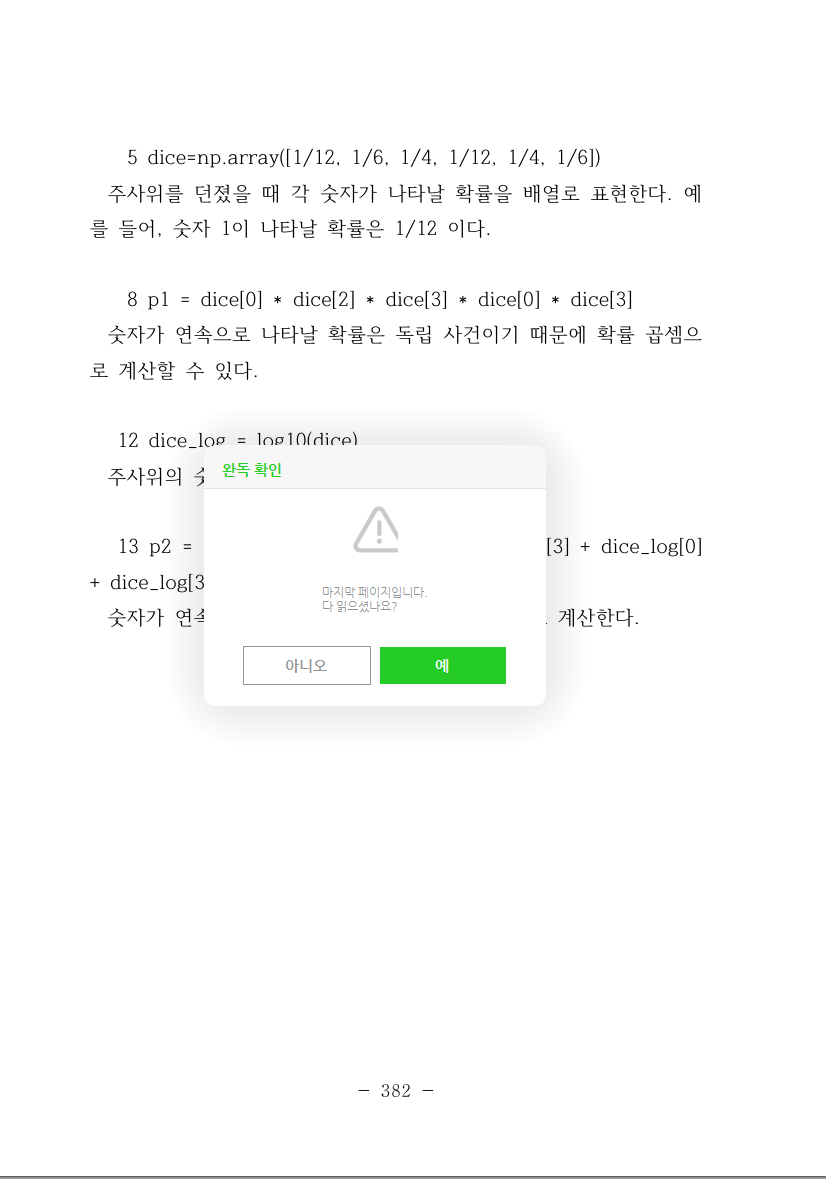 5 dice=np.array([1/12, 1/6, 1/4, 1/12, 1/4, 1/6])
주사위를 던졌을 때 각 숫자가 나타날 확률을 배열로 표현한다. 예
를 들어, 숫자 1이 나타날 확률은 1/12 이다.
8 p1 = dice[0] * dice[2] * dice[3] * dice[0] * dice[3]
숫자가 연속으로 나타날 확률은 독립 사건이기 때문에 확률 곱셈으
로 계산할 수 있다.
12 dice_log = log10(dice)
주사위의
완독 확인
13 p2 = [3] + dice_log[0]
+ dice_log[3
마지막 페이지입니다.
다 읽으셨나요?
숫자가 계산한다.
아니오 예
- 382 -